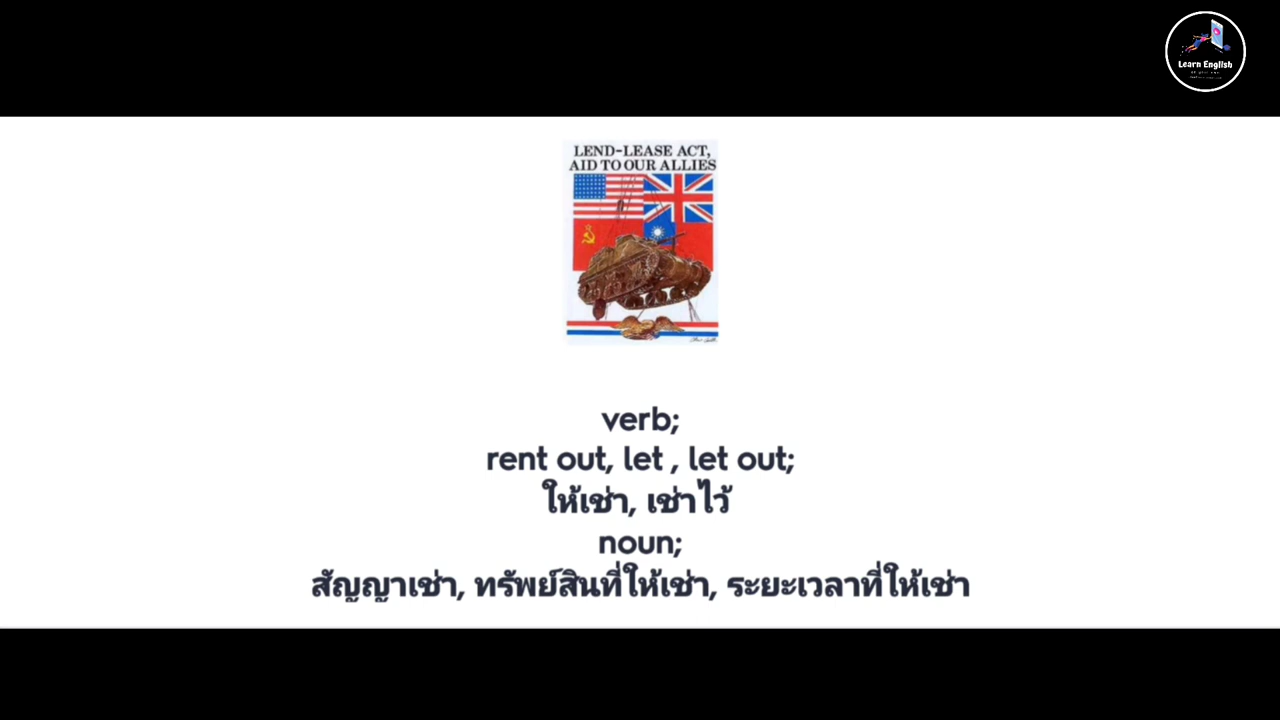 Learn English
LEND-LEASE ACT,
AID TO OUR ALLIES
verb;
rent out, let , let out;
ให้เช่า, เช่าไว้
noun;
สัญญาเช่า, ทรัพย์สินที่ให้เช่า, ระยะเวลาที่ให้เช่า